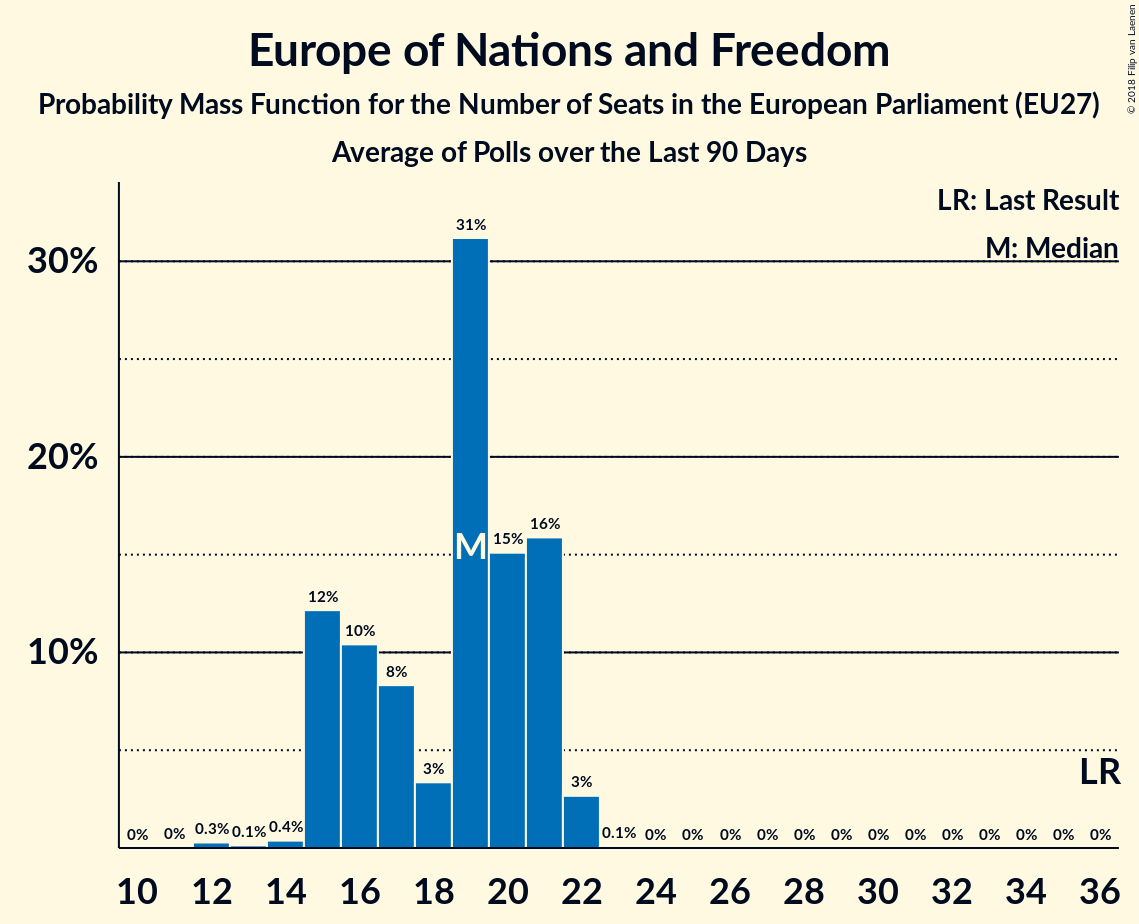 Europe of Nations and Freedom
Probability Mass Function for the Number of Seats in the European Parliament (EU27)
Average of Polls over the Last 90 Days
© 2018 Filip van Laenen
LR: Last Result
M: Median
30%
20%
10%
0% 0% 0.3% 0.1% 0.4% 12% 10% 8% 3% 31% 15% 16% 3% 0.1% 0% 0% 0% 0% 0% 0% 0% 0% 0% 0% 0% 0% 0%
M
LR
10 12 14 16 18 20 22 24 26 28 30 32 34 36